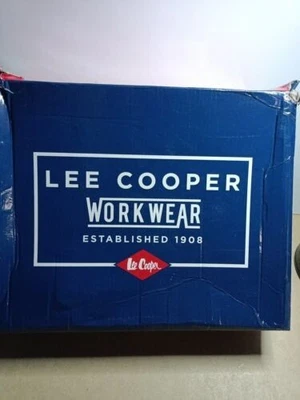 LEE COOPER
WORKWEAR
ESTABLISHED 1908
Lee Cooper